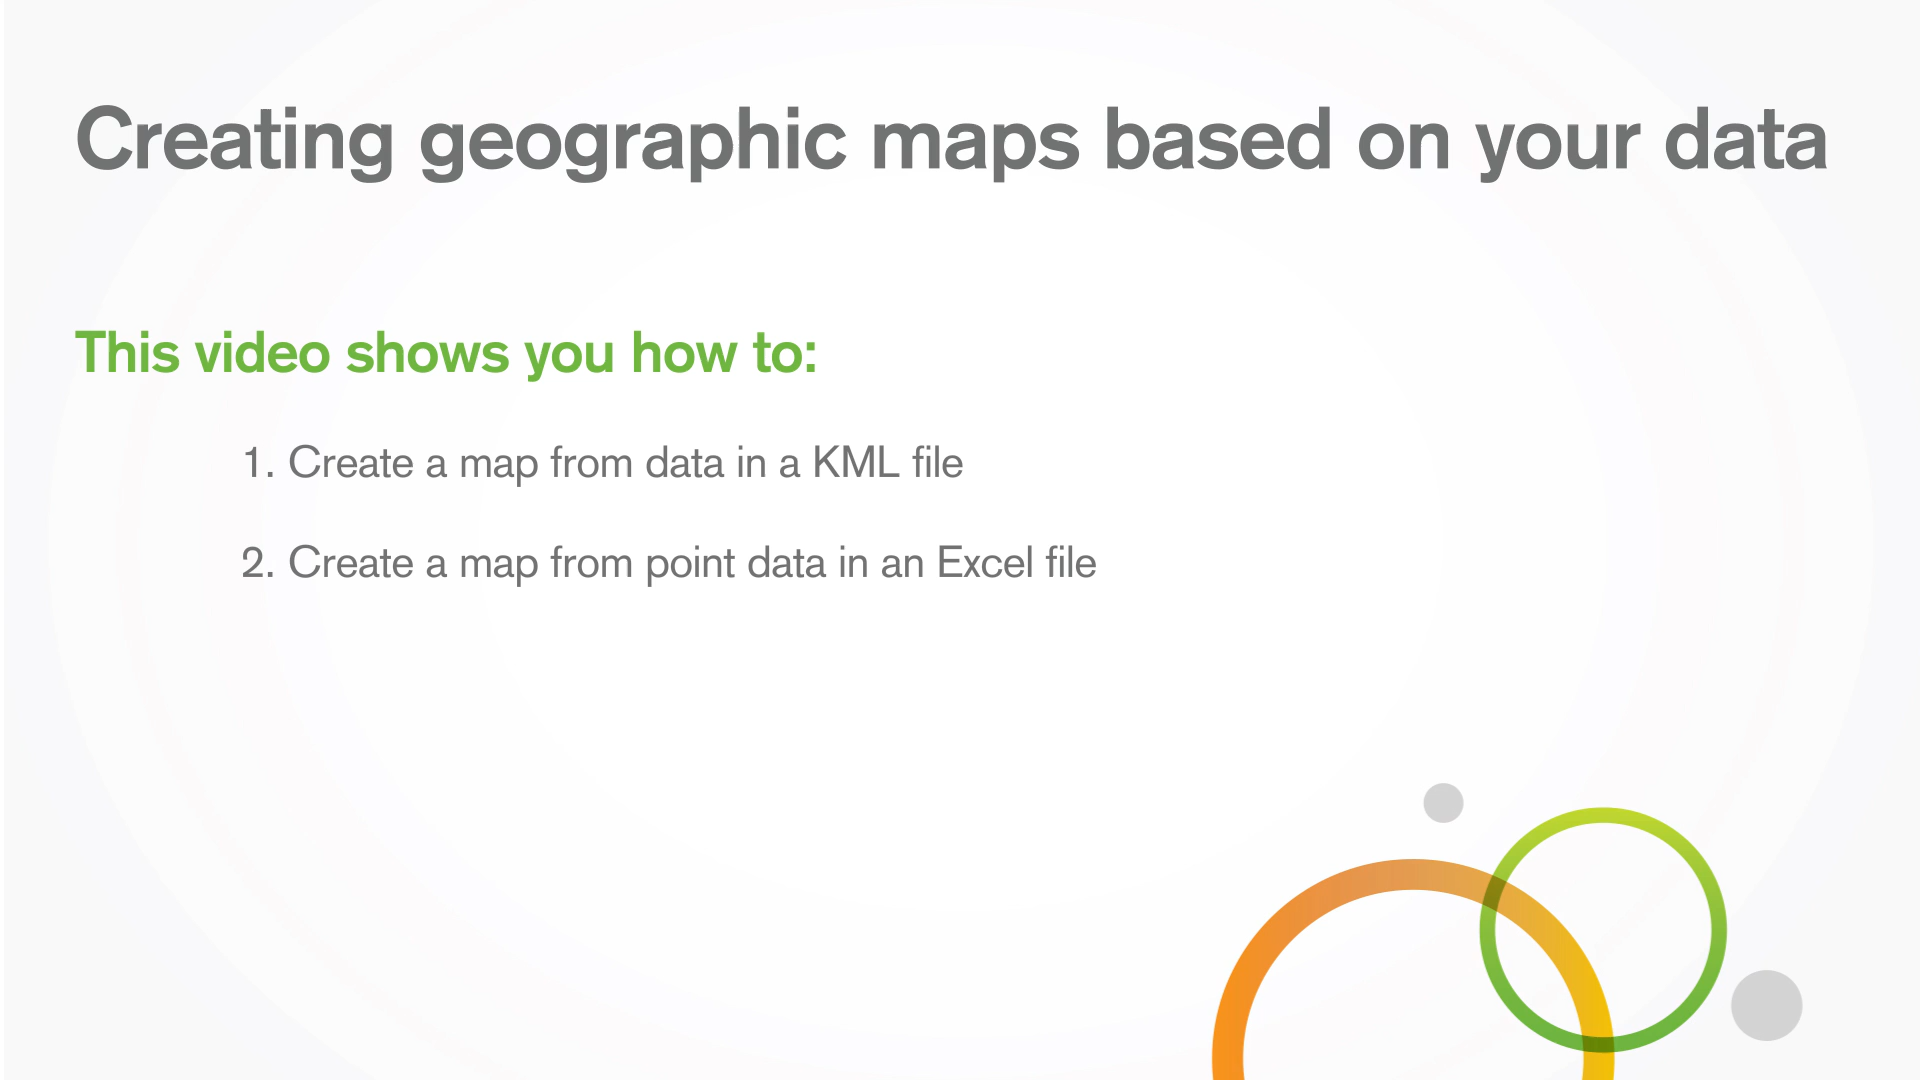 Creating geographic maps based on your data
This video shows you how to:
1. Create a map from data in a KML file
2. Create a map from point data in an Excel file